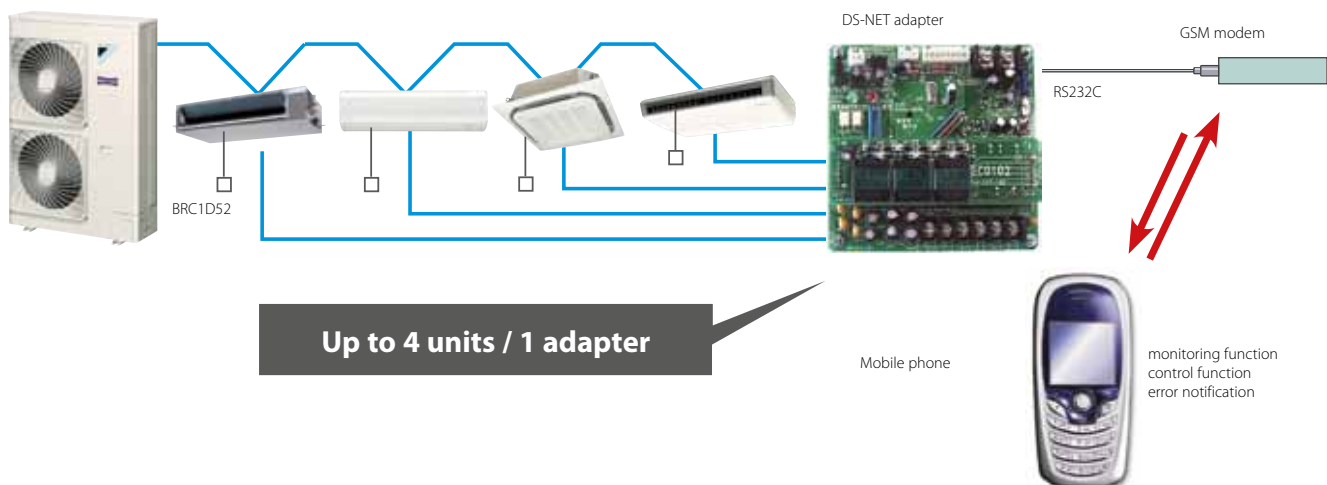 DS-NET adapter
GSM modem
RS232C
BRC1D52
Up to 4 units / 1 adapter
Mobile phone
monitoring function
control function
error notification